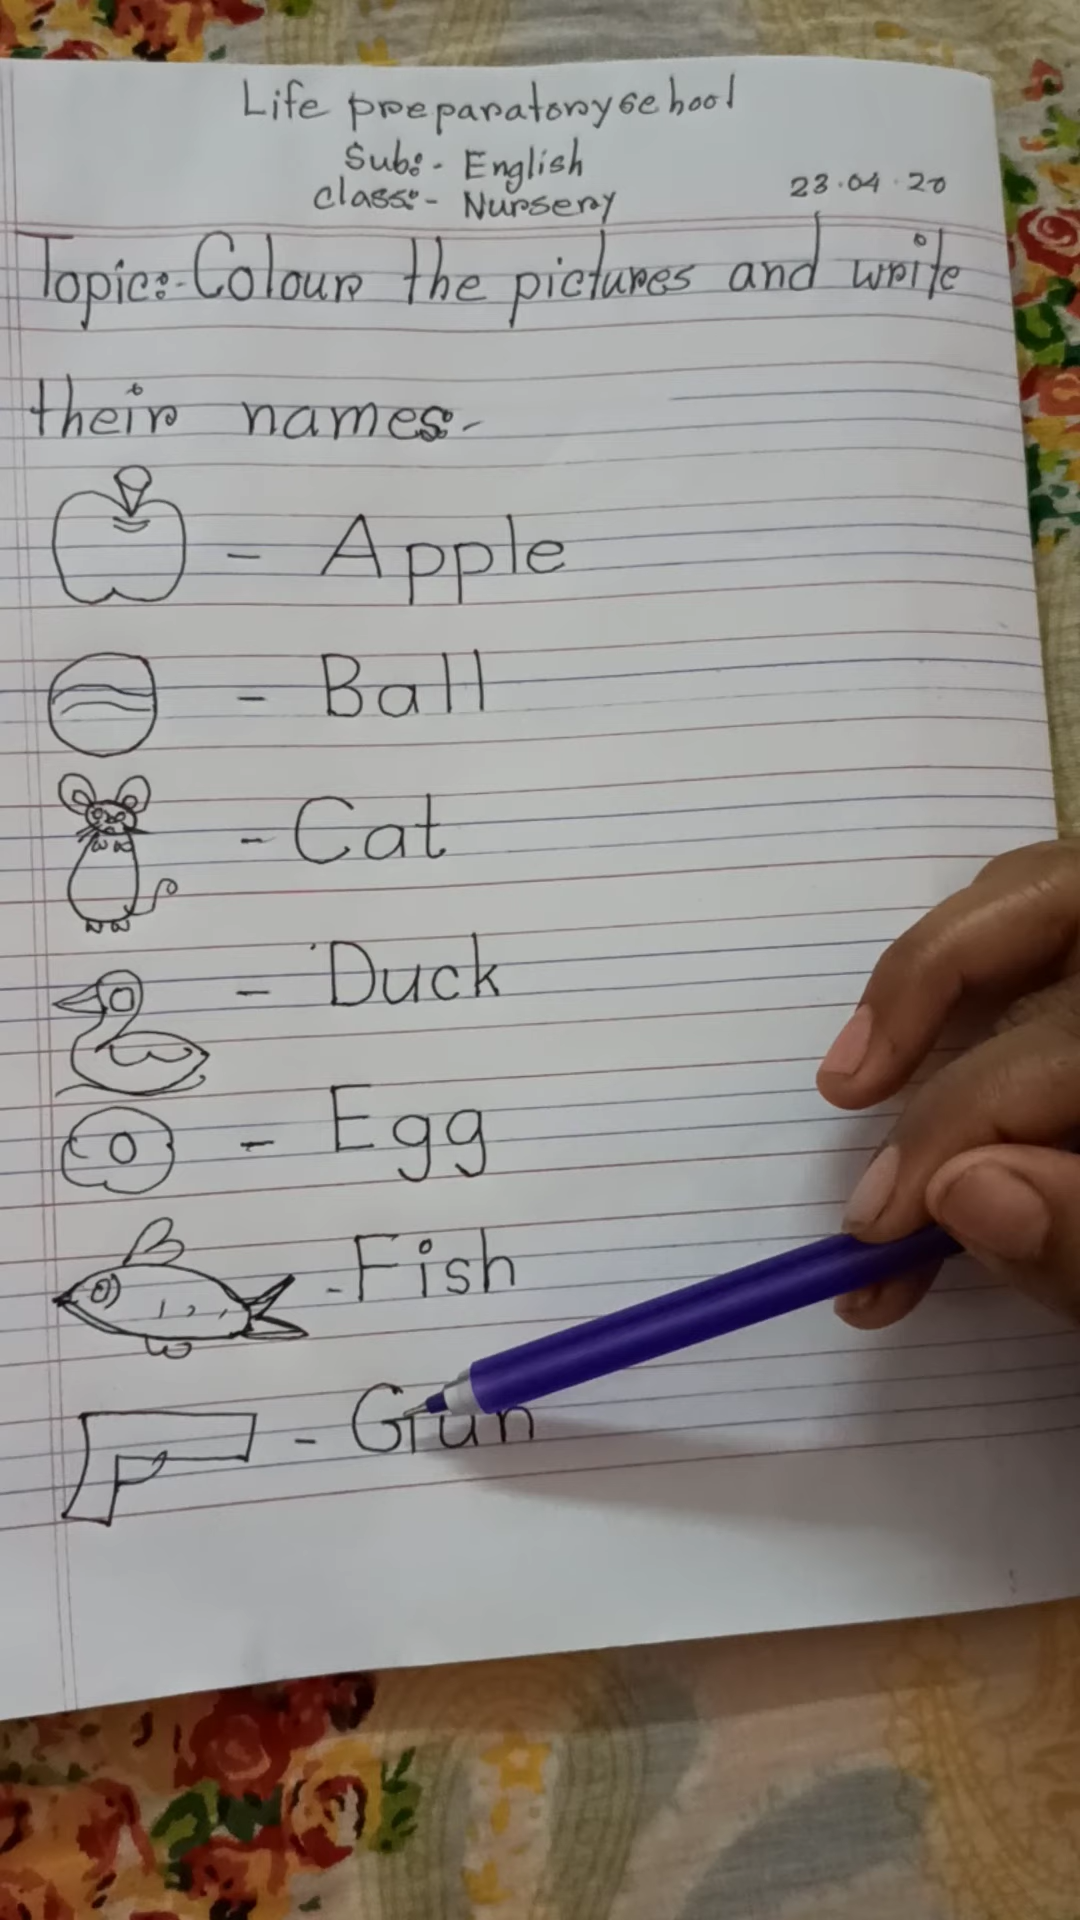 Life preparatory school
Sub:- English
class:- Nursery
23.04.20
Topic:- Colour the pictures and write
their names:-
- Apple
- Ball
- Cat
- Duck
- Egg
- Fish
- Gun